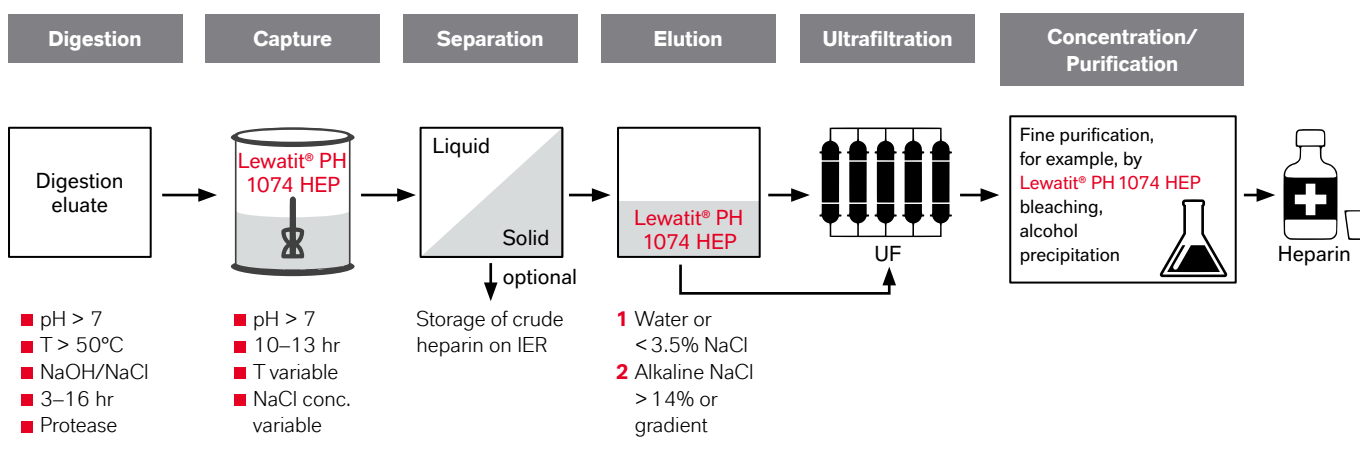 Digestion
Capture
Separation
Elution
Ultrafiltration
Concentration/
Purification
Digestion
eluate
Lewatit® PH
1074 HEP
Liquid
Solid
optional
Lewatit® PH
1074 HEP
UF
Fine purification,
for example, by
Lewatit® PH 1074 HEP
bleaching,
alcohol
precipitation
Heparin
pH > 7
T > 50°C
NaOH/NaCl
3–16 hr
Protease
pH > 7
10–13 hr
T variable
NaCl conc.
variable
Storage of crude
heparin on IER
1 Water or
< 3.5% NaCl
2 Alkaline NaCl
> 14% or
gradient